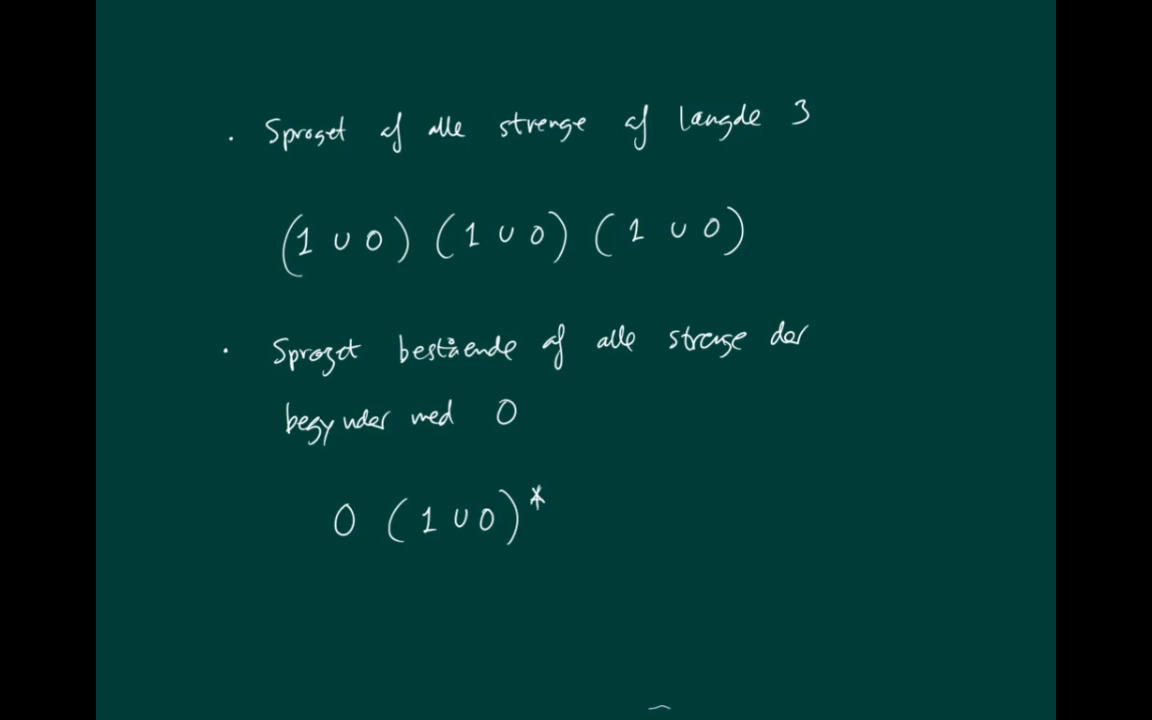 · Sproget af alle strenge af længde 3
(1 ∪ 0) (1 ∪ 0) (1 ∪ 0)
· Sproget bestående af alle strenge der
begynder med 0
0 (1 ∪ 0)*